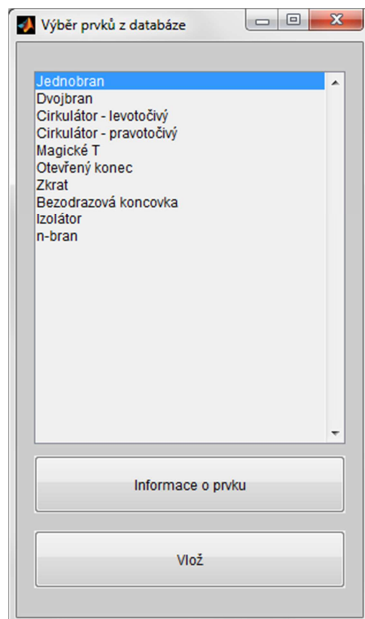 Výběr prvků z databáze
Jednobran
Dvojbran
Cirkulátor - levotočivý
Cirkulátor - pravotočivý
Magické T
Otevřený konec
Zkrat
Bezodrazová koncovka
Izolátor
n-bran
Informace o prvku
Vlož